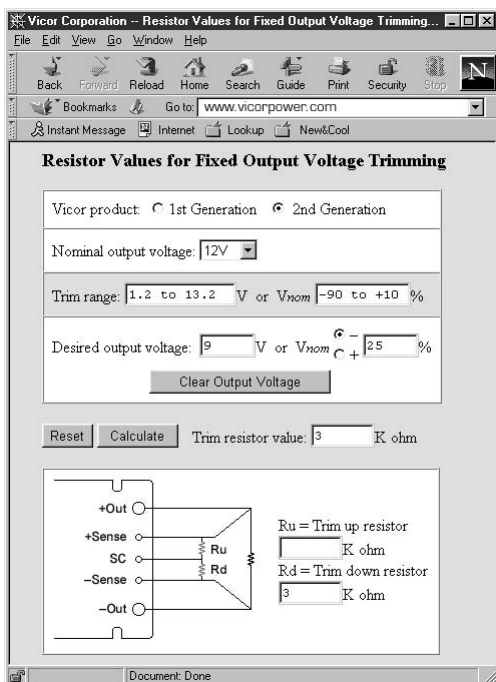 Vicor Corporation -- Resistor Values for Fixed Output Voltage Trimming...
File Edit View Go Window Help
Back Forward Reload Home Search Guide Print Security Stop N
Bookmarks Go to: www.vicorpower.com
Instant Message Internet Lookup New&Cool
Resistor Values for Fixed Output Voltage Trimming
Vicor product: 1st Generation 2nd Generation
Nominal output voltage: 12V
Trim range: 1.2 to 13.2 V or Vnom -90 to +10 %
Desired output voltage: 9 V or Vnom - + 25 %
Clear Output Voltage
Reset Calculate Trim resistor value: 3 K ohm
+Out
+Sense
SC
-Sense
-Out
Ru
Rd
Ru = Trim up resistor
K ohm
Rd = Trim down resistor
3 K ohm
Document: Done